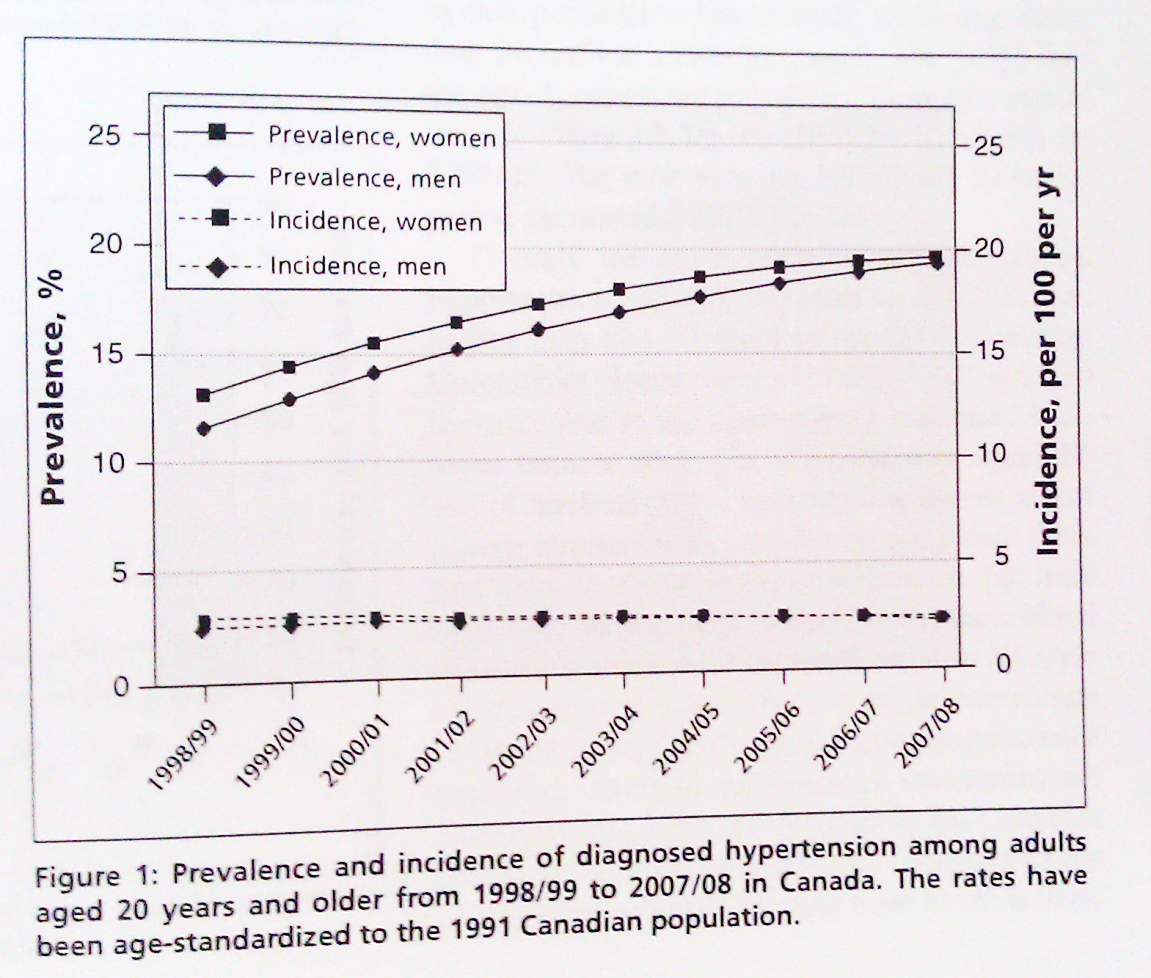 Prevalence, women
Prevalence, men
Incidence, women
Incidence, men
Prevalence, %
25
20
15
10
5
0
25
20
15
10
5
0
Incidence, per 100 per yr
1998/99
1999/00
2000/01
2001/02
2002/03
2003/04
2004/05
2005/06
2006/07
2007/08
Figure 1: Prevalence and incidence of diagnosed hypertension among adults
aged 20 years and older from 1998/99 to 2007/08 in Canada. The rates have
been age-standardized to the 1991 Canadian population.